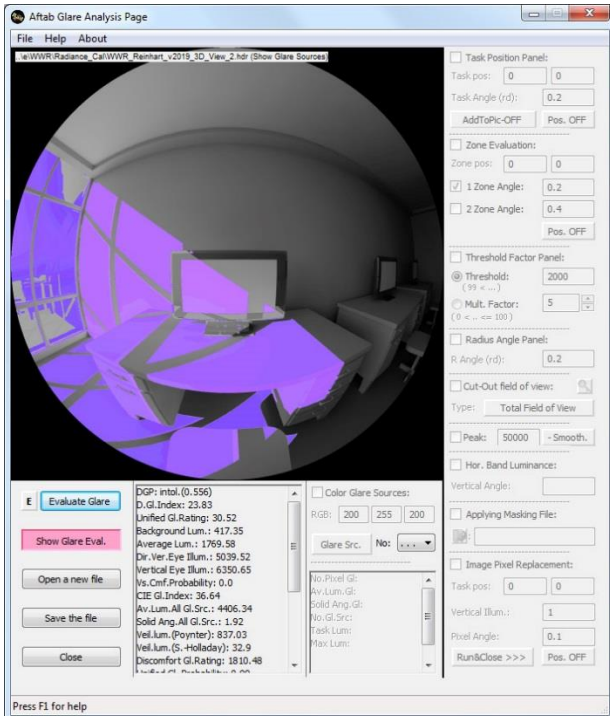 Aftab Glare Analysis Page
File Help About
..\e\WWR\Radiance_Cal\WWR_Reinhart_v2019_3D_View_2.hdr (Show Glare Sources)
Task Position Panel:
Task pos: 0 0
Task Angle (rd): 0.2
AddToPic-OFF Pos. OFF
Zone Evaluation:
Zone pos: 0 0
1 Zone Angle: 0.2
2 Zone Angle: 0.4
Pos. OFF
Threshold Factor Panel:
Threshold: 2000
( 99 < ... )
Mult. Factor: 5
( 0 < .. <= 100 )
Radius Angle Panel:
R Angle (rd): 0.2
Cut-Out field of view:
Type: Total Field of View
Peak: 50000 - Smooth.
Hor. Band Luminance:
Vertical Angle:
Applying Masking File:
Image Pixel Replacement:
Task pos: 0 0
Vertical Illum.: 1
Pixel Angle: 0.1
Run&Close >>> Pos. OFF
E Evaluate Glare
Show Glare Eval.
Open a new file
Save the file
Close
DGP: intol.(0.556)
D.Gl.Index: 23.83
Unified Gl.Rating: 30.52
Background Lum.: 417.35
Average Lum.: 1769.58
Dir.Ver.Eye Illum.: 5039.52
Vertical Eye Illum.: 6350.65
Vs.Cmf.Probability: 0.0
CIE Gl.Index: 36.64
Av.Lum.All Gl.Src.: 4406.34
Solid Ang.All Gl.Src.: 1.92
Veil.lum.(Poynter): 837.03
Veil.lum.(S.-Holladay): 32.9
Discomfort Gl.Rating: 1810.48
Unified Gl. Probability: 0.00
Color Glare Sources:
RGB: 200 255 200
Glare Src. No: . . .
No.Pixel Gl:
Av.Lum.Gl:
Solid Ang.Gl:
No.Gl.Src:
Task Lum:
Max Lum:
Press F1 for help